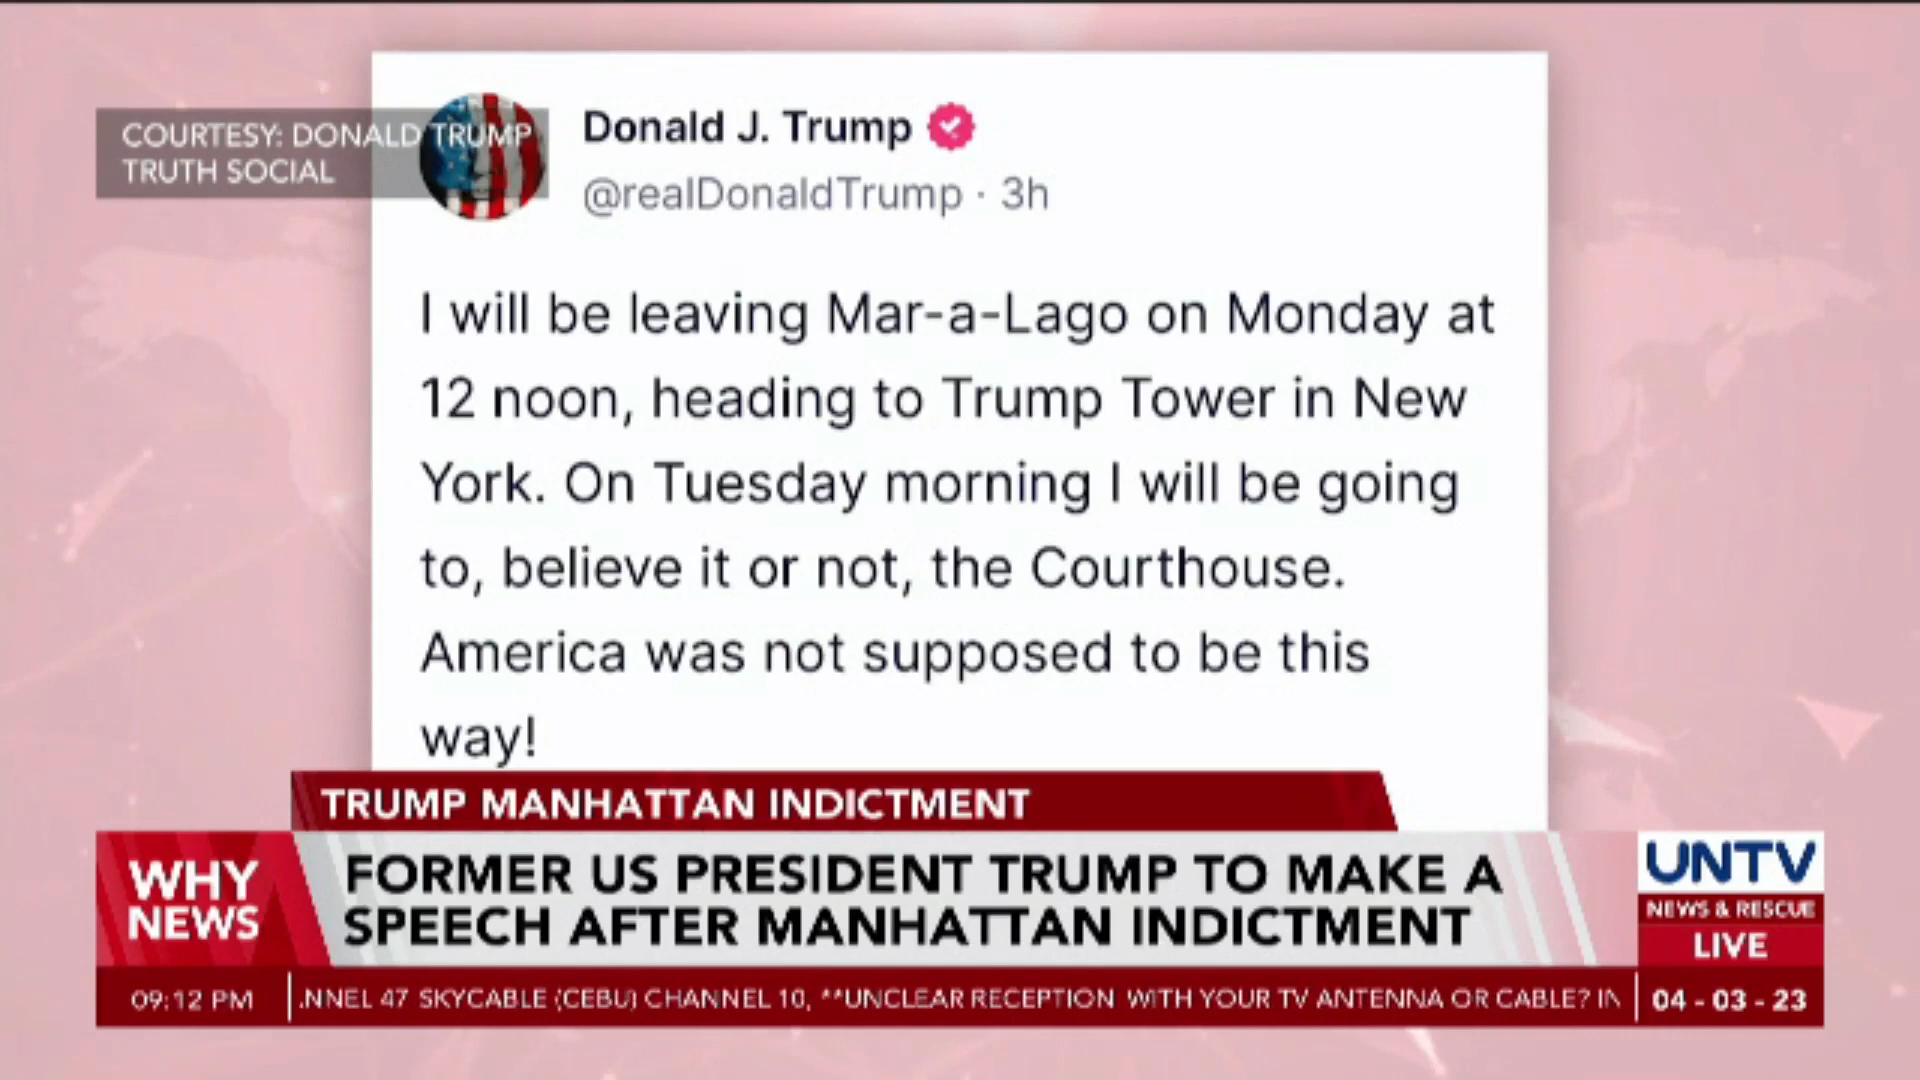 COURTESY: DONALD TRUMP
TRUTH SOCIAL
Donald J. Trump
@realDonaldTrump · 3h
I will be leaving Mar-a-Lago on Monday at
12 noon, heading to Trump Tower in New
York. On Tuesday morning I will be going
to, believe it or not, the Courthouse.
America was not supposed to be this
way!
TRUMP MANHATTAN INDICTMENT
WHY
NEWS
FORMER US PRESIDENT TRUMP TO MAKE A
SPEECH AFTER MANHATTAN INDICTMENT
UNTV
NEWS & RESCUE
LIVE
09:12 PM
.NNEL 47 SKYCABLE (CEBU) CHANNEL 10, **UNCLEAR RECEPTION WITH YOUR TV ANTENNA OR CABLE? IN
04 - 03 - 23